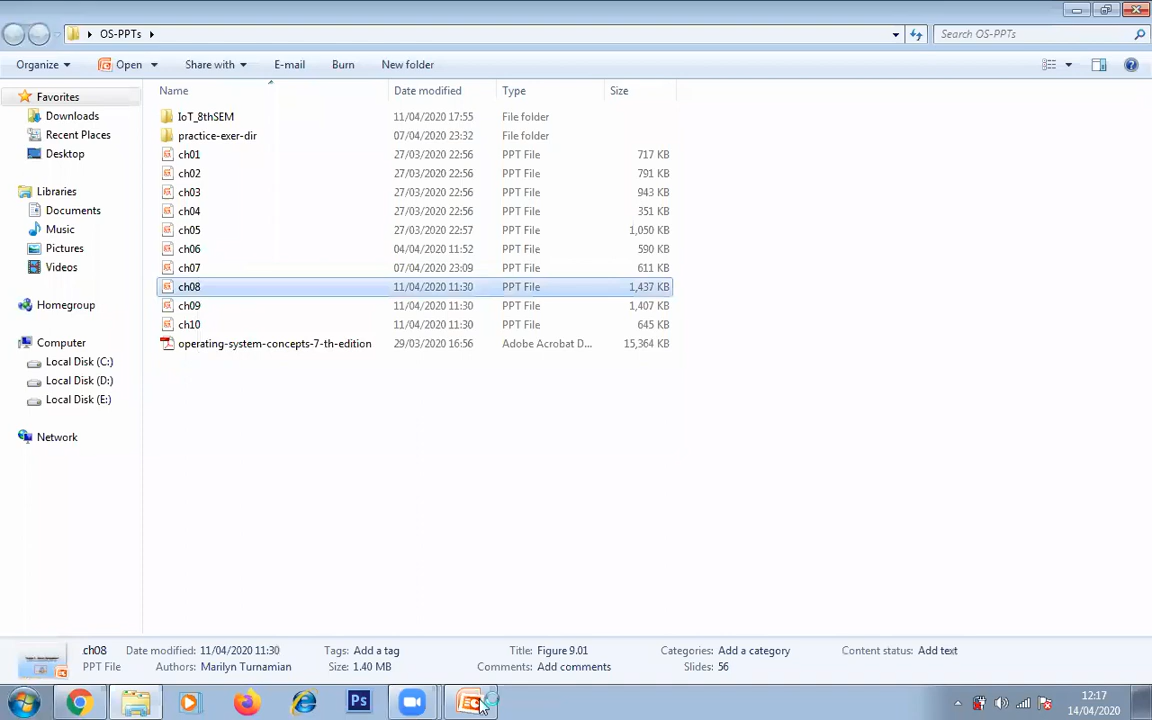 OS-PPTs
Search OS-PPTs
Organize Open Share with E-mail Burn New folder
Name Date modified Type Size
Favorites
Downloads
Recent Places
Desktop
Libraries
Documents
Music
Pictures
Videos
Homegroup
Computer
Local Disk (C:)
Local Disk (D:)
Local Disk (E:)
Network
IoT_8thSEM 11/04/2020 17:55 File folder
practice-exer-dir 07/04/2020 23:32 File folder
ch01 27/03/2020 22:56 PPT File 717 KB
ch02 27/03/2020 22:56 PPT File 791 KB
ch03 27/03/2020 22:56 PPT File 943 KB
ch04 27/03/2020 22:56 PPT File 351 KB
ch05 27/03/2020 22:57 PPT File 1,050 KB
ch06 04/04/2020 11:52 PPT File 590 KB
ch07 07/04/2020 23:09 PPT File 611 KB
ch08 11/04/2020 11:30 PPT File 1,437 KB
ch09 11/04/2020 11:30 PPT File 1,407 KB
ch10 11/04/2020 11:30 PPT File 645 KB
operating-system-concepts-7-th-edition 29/03/2020 16:56 Adobe Acrobat D... 15,364 KB
ch08 Date modified: 11/04/2020 11:30 Tags: Add a tag Title: Figure 9.01 Categories: Add a category Content status: Add text
PPT File Authors: Marilyn Turnamian Size: 1.40 MB Comments: Add comments Slides: 56
Ps
12:17
14/04/2020